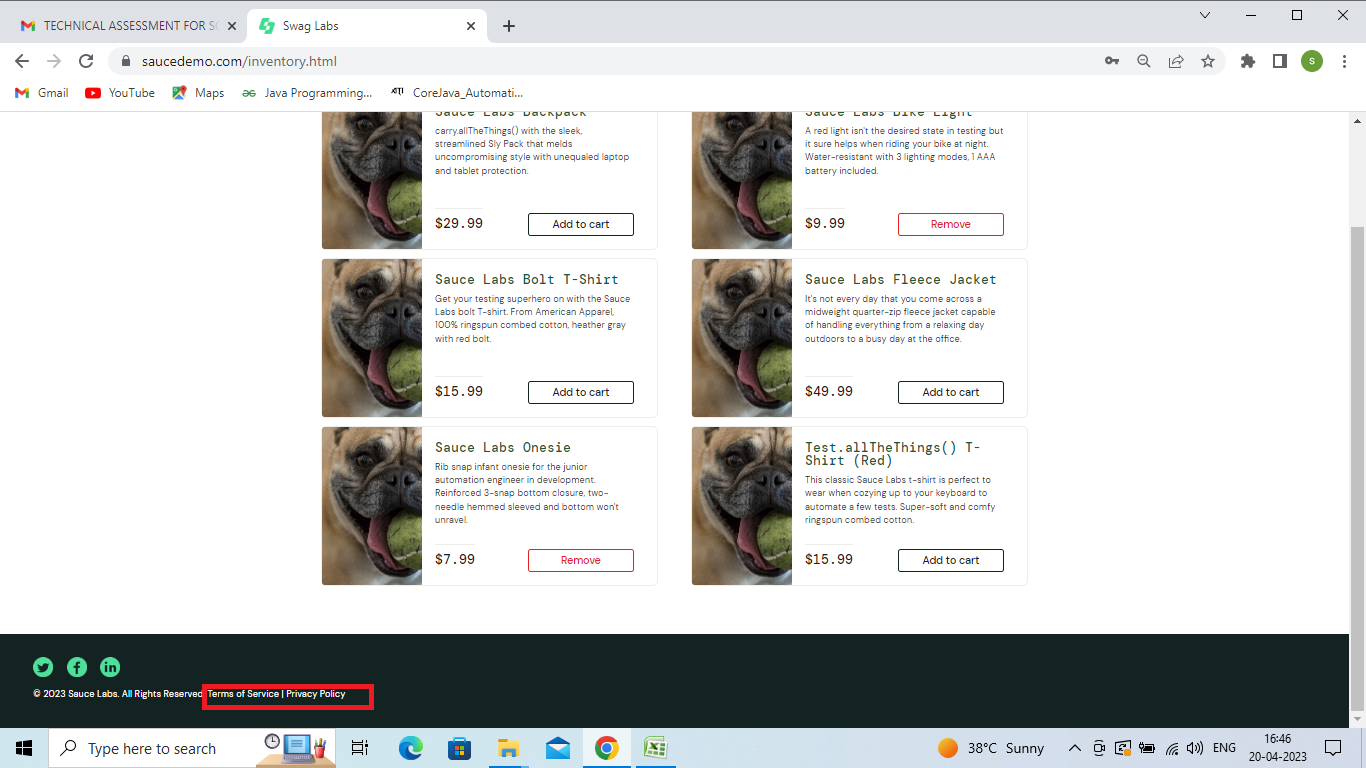 TECHNICAL ASSESSMENT FOR SC
Swag Labs
saucedemo.com/inventory.html
S
Gmail
YouTube
Maps
Java Programming...
CoreJava_Automati...
Sauce Labs Backpack
carry.allTheThings() with the sleek,
streamlined Sly Pack that melds
uncompromising style with unequaled laptop
and tablet protection.
$29.99
Add to cart
Sauce Labs Bike Light
A red light isn't the desired state in testing but
it sure helps when riding your bike at night.
Water-resistant with 3 lighting modes, 1 AAA
battery included.
$9.99
Remove
Sauce Labs Bolt T-Shirt
Get your testing superhero on with the Sauce
Labs bolt T-shirt. From American Apparel,
100% ringspun combed cotton, heather gray
with red bolt.
$15.99
Add to cart
Sauce Labs Fleece Jacket
It's not every day that you come across a
midweight quarter-zip fleece jacket capable
of handling everything from a relaxing day
outdoors to a busy day at the office.
$49.99
Add to cart
Sauce Labs Onesie
Rib snap infant onesie for the junior
automation engineer in development.
Reinforced 3-snap bottom closure, two-
needle hemmed sleeved and bottom won't
unravel.
$7.99
Remove
Test.allTheThings() T-
Shirt (Red)
This classic Sauce Labs t-shirt is perfect to
wear when cozying up to your keyboard to
automate a few tests. Super-soft and comfy
ringspun combed cotton.
$15.99
Add to cart
© 2023 Sauce Labs. All Rights Reserved. Terms of Service | Privacy Policy
Type here to search
38°C Sunny
ENG
16:46
20-04-2023